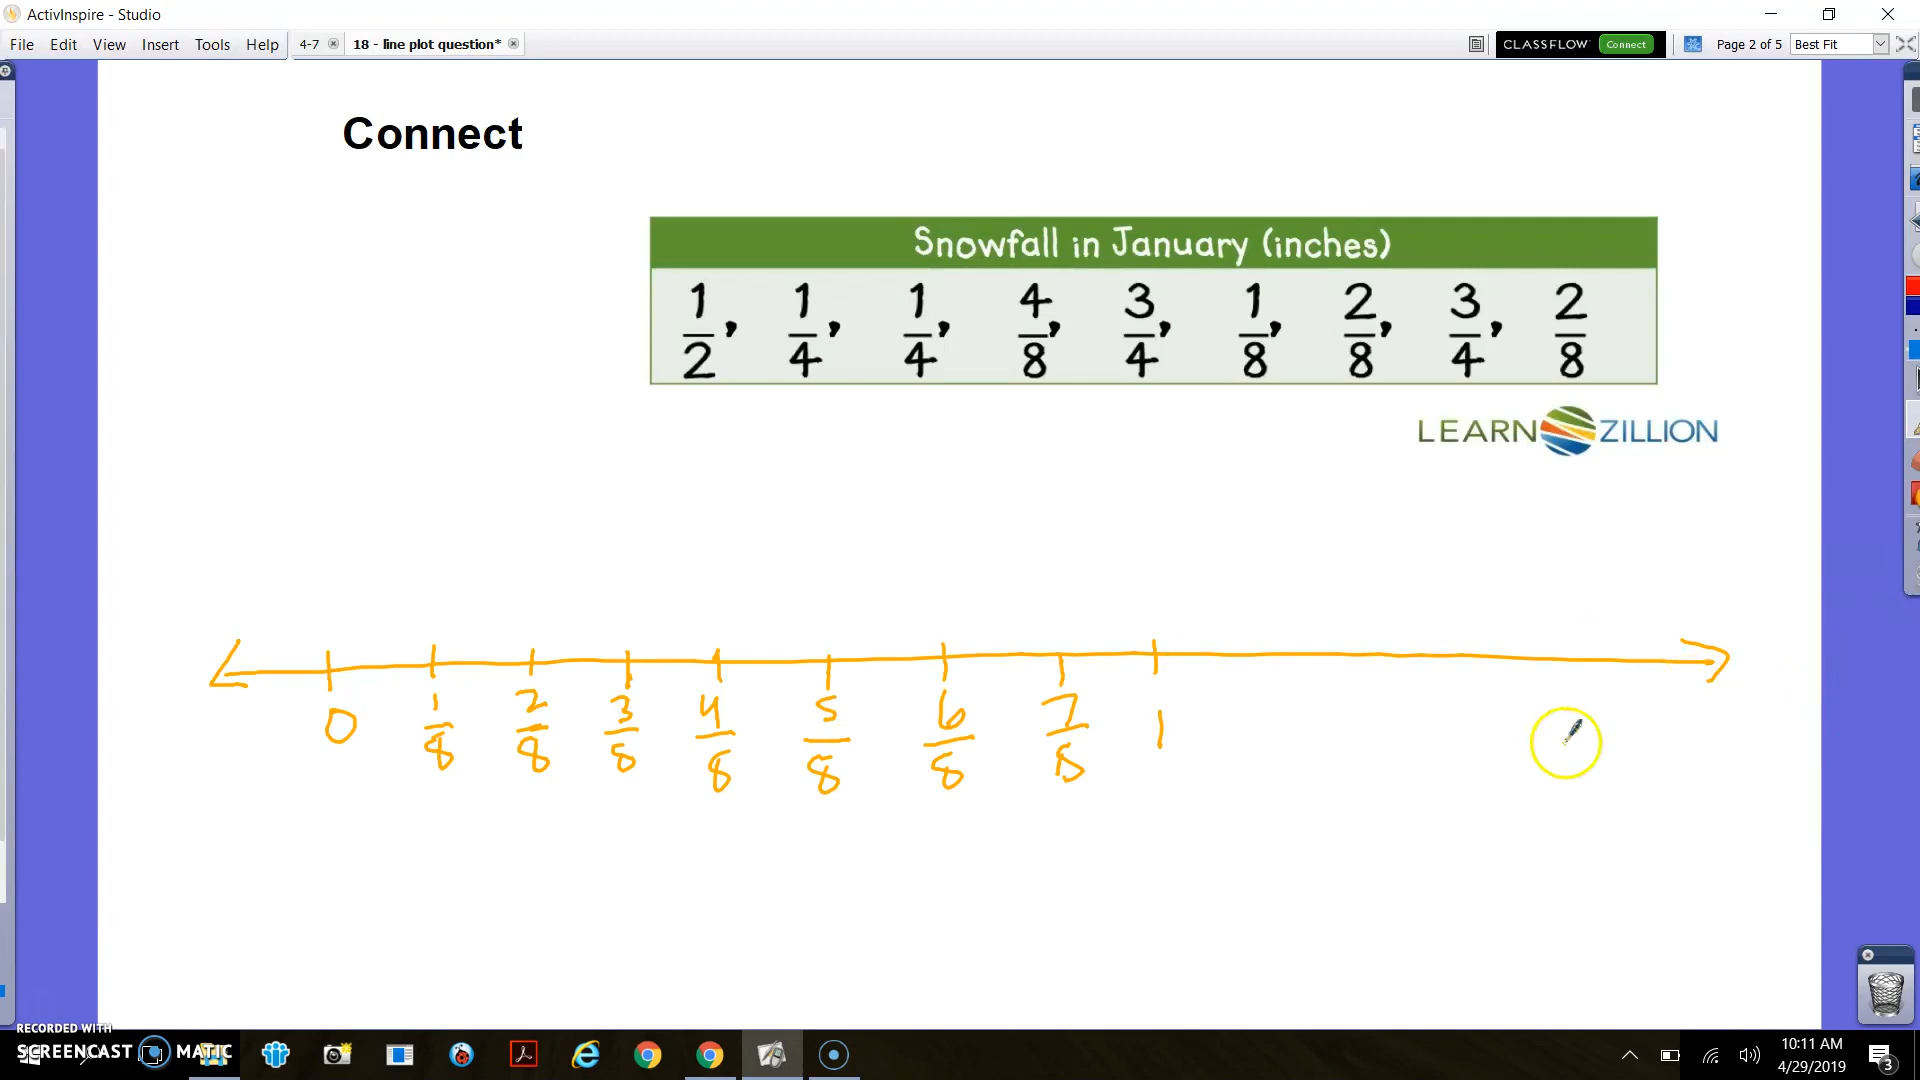 ActivInspire - Studio
File Edit View Insert Tools Help 4-7 18 - line plot question* CLASSFLOW Connect Page 2 of 5 Best Fit
Connect
Snowfall in January (inches)
1/2, 1/4, 1/4, 4/8, 3/4, 1/8, 2/8, 3/4, 2/8
LEARN ZILLION
0 1/8 2/8 3/8 4/8 5/8 6/8 7/8 1
RECORDED WITH
SCREENCAST MATIC
10:11 AM
4/29/2019
3